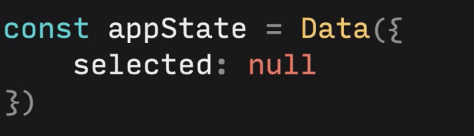 const appState = Data({
    selected: null
})